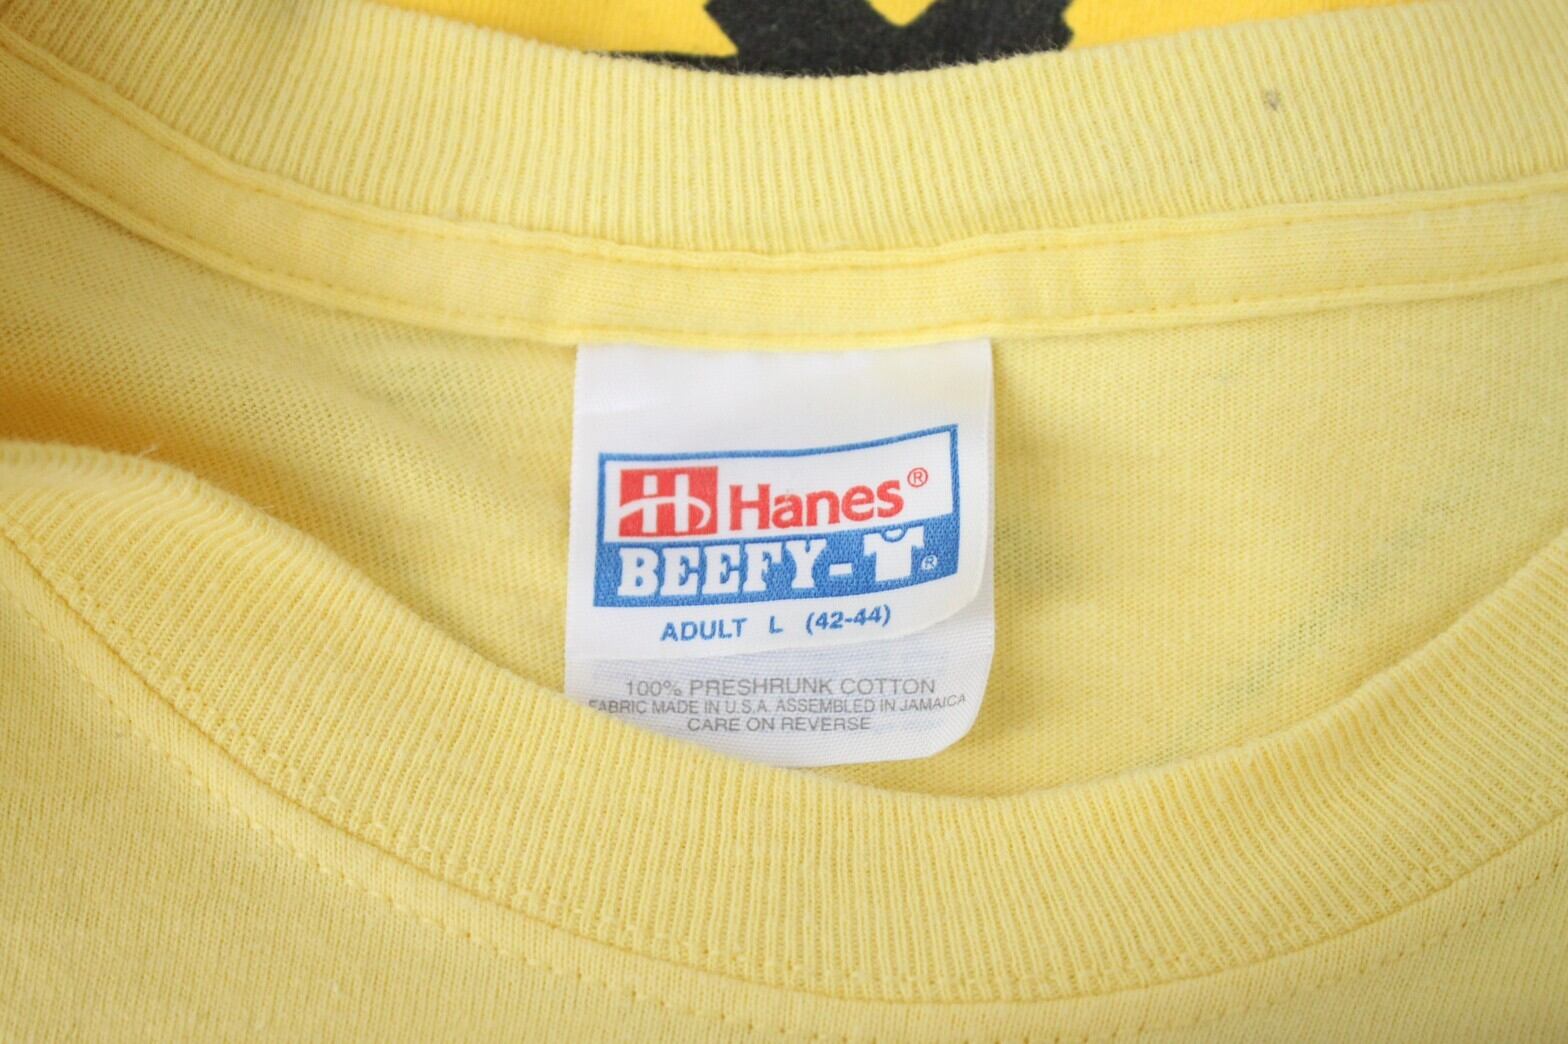 Hanes®
BEEFY-T®
ADULT L (42-44)
100% PRESHRUNK COTTON
FABRIC MADE IN U.S.A. ASSEMBLED IN JAMAICA
CARE ON REVERSE